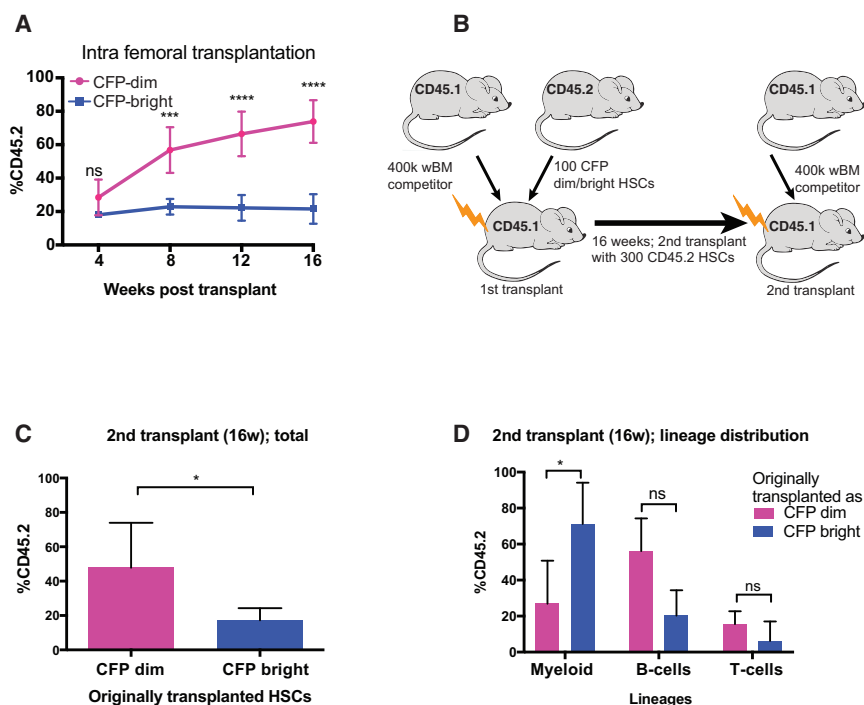 A
Intra femoral transplantation
CFP-dim
CFP-bright
%CD45.2
100
80
60
40
20
0
ns
***
****
****
4
8
12
16
Weeks post transplant
B
CD45.1
CD45.2
CD45.1
400k wBM
competitor
100 CFP
dim/bright HSCs
400k wBM
competitor
CD45.1
CD45.1
16 weeks; 2nd transplant
with 300 CD45.2 HSCs
1st transplant
2nd transplant
C
2nd transplant (16w); total
%CD45.2
100
80
60
40
20
0
*
CFP dim
CFP bright
Originally transplanted HSCs
D
2nd transplant (16w); lineage distribution
%CD45.2
100
80
60
40
20
0
*
ns
ns
Originally
transplanted as
CFP dim
CFP bright
Myeloid
B-cells
T-cells
Lineages